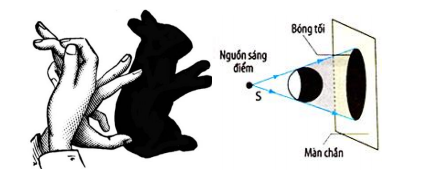 Bóng tối
Nguồn sáng
điểm
S
Màn chắn